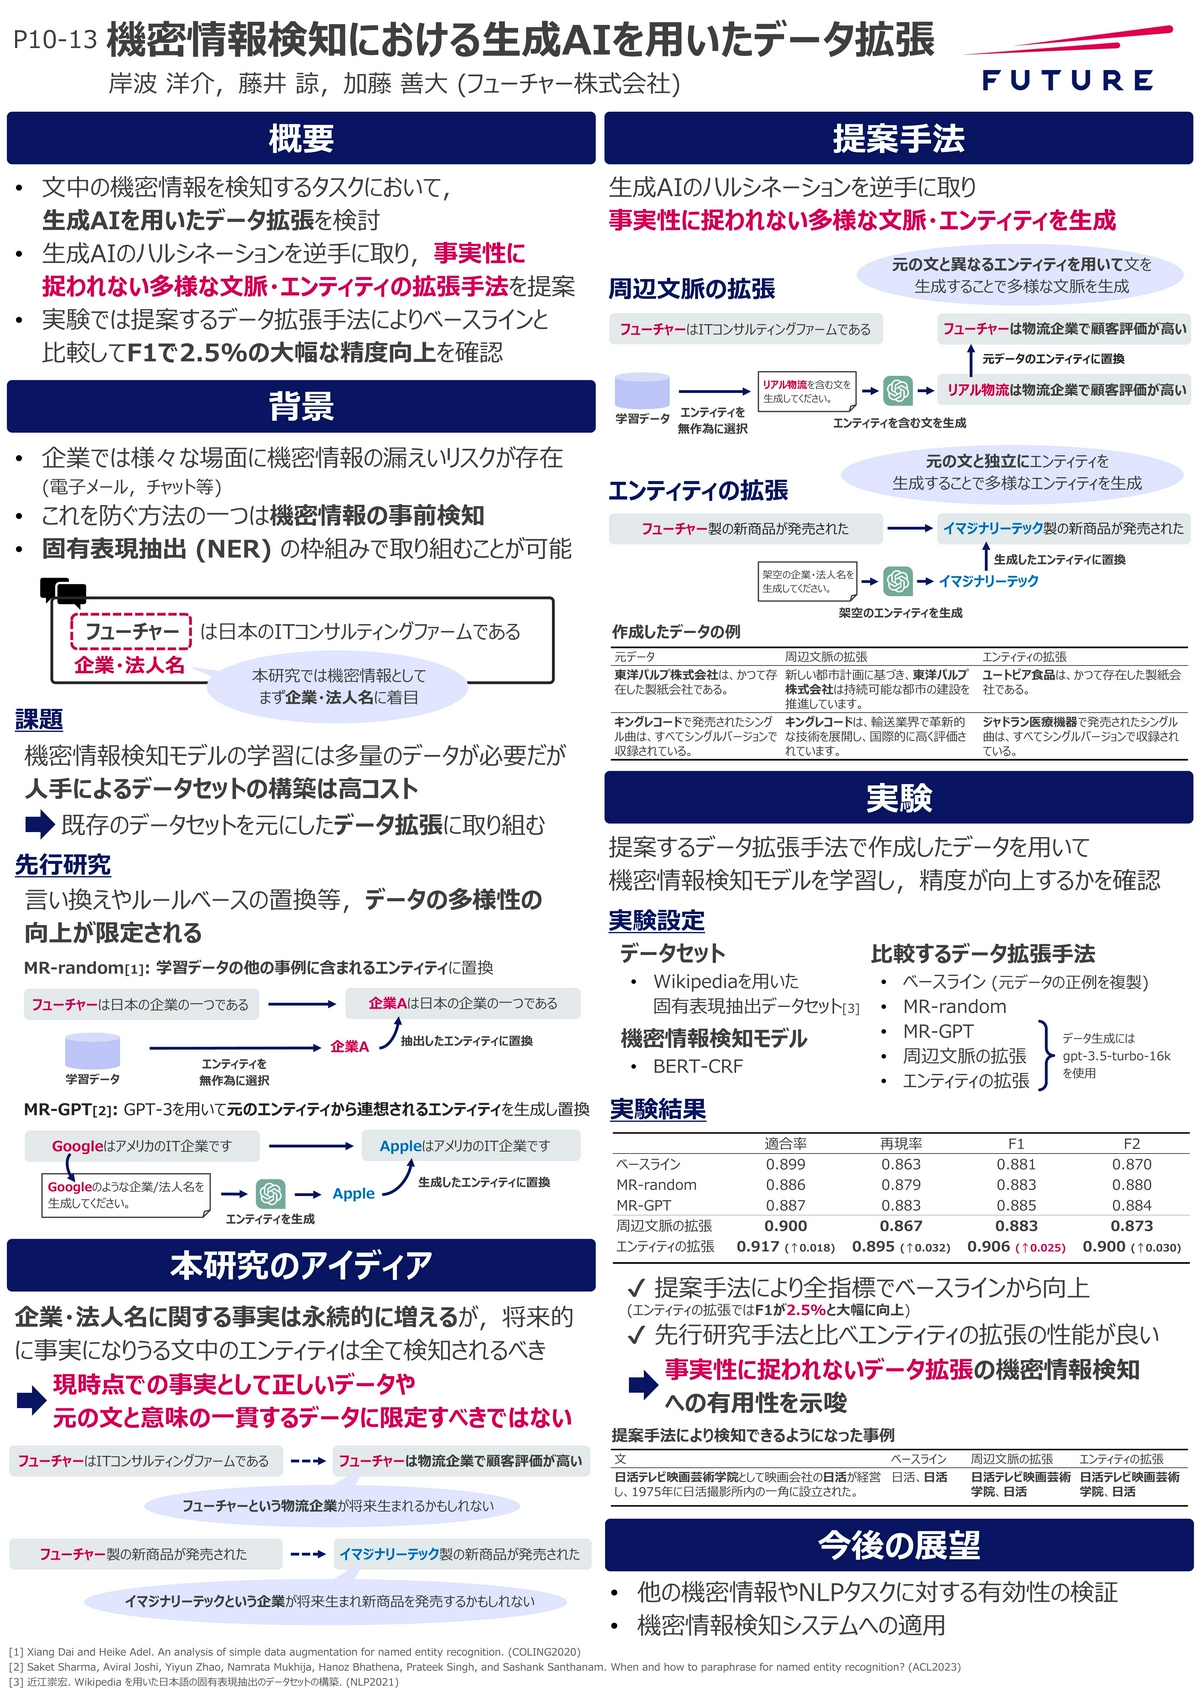 P10-13 機密情報検知における生成AIを用いたデータ拡張
岸波 洋介，藤井 諒，加藤 善大 (フューチャー株式会社)
FUTURE
概要
• 文中の機密情報を検知するタスクにおいて，
生成AIを用いたデータ拡張を検討
• 生成AIのハルシネーションを逆手に取り，事実性に
捉われない多様な文脈・エンティティの拡張手法を提案
• 実験では提案するデータ拡張手法によりベースラインと
比較してF1で2.5%の大幅な精度向上を確認
背景
• 企業では様々な場面に機密情報の漏えいリスクが存在
(電子メール，チャット等)
• これを防ぐ方法の一つは機密情報の事前検知
• 固有表現抽出 (NER) の枠組みで取り組むことが可能
フューチャー は日本のITコンサルティングファームである
企業・法人名
本研究では機密情報として
まず企業・法人名に着目
課題
機密情報検知モデルの学習には多量のデータが必要だが
人手によるデータセットの構築は高コスト
既存のデータセットを元にしたデータ拡張に取り組む
先行研究
言い換えやルールベースの置換等，データの多様性の
向上が限定される
MR-random[1]: 学習データの他の事例に含まれるエンティティに置換
フューチャーは日本の企業の一つである
企業Aは日本の企業の一つである
学習データ
エンティティを
無作為に選択
企業A
抽出したエンティティに置換
MR-GPT[2]: GPT-3を用いて元のエンティティから連想されるエンティティを生成し置換
GoogleはアメリカのIT企業です
AppleはアメリカのIT企業です
Googleのような企業/法人名を
生成してください。
エンティティを生成
Apple
生成したエンティティに置換
本研究のアイディア
企業・法人名に関する事実は永続的に増えるが，将来的
に事実になりうる文中のエンティティは全て検知されるべき
現時点での事実として正しいデータや
元の文と意味の一貫するデータに限定すべきではない
フューチャーはITコンサルティングファームである
フューチャーは物流企業で顧客評価が高い
フューチャーという物流企業が将来生まれるかもしれない
フューチャー製の新商品が発売された
イマジナリーテック製の新商品が発売された
イマジナリーテックという企業が将来生まれ新商品を発売するかもしれない
提案手法
生成AIのハルシネーションを逆手に取り
事実性に捉われない多様な文脈・エンティティを生成
周辺文脈の拡張
元の文と異なるエンティティを用いて文を
生成することで多様な文脈を生成
フューチャーはITコンサルティングファームである
フューチャーは物流企業で顧客評価が高い
元データのエンティティに置換
学習データ
エンティティを
無作為に選択
リアル物流を含む文を
生成してください。
エンティティを含む文を生成
リアル物流は物流企業で顧客評価が高い
エンティティの拡張
元の文と独立にエンティティを
生成することで多様なエンティティを生成
フューチャー製の新商品が発売された
イマジナリーテック製の新商品が発売された
生成したエンティティに置換
架空の企業・法人名を
生成してください。
イマジナリーテック
架空のエンティティを生成
作成したデータの例
元データ 周辺文脈の拡張 エンティティの拡張
東洋パルプ株式会社は、かつて存 新しい都市計画に基づき、東洋パルプ ユートピア食品は、かつて存在した製紙会
在した製紙会社である。 株式会社は持続可能な都市の建設を 社である。
推進しています。
キングレコードで発売されたシング キングレコードは、輸送業界で革新的 ジャドラン医療機器で発売されたシングル
ル曲は、すべてシングルバージョンで な技術を展開し、国際的に高く評価さ 曲は、すべてシングルバージョンで収録され
収録されている。 れています。 ている。
実験
提案するデータ拡張手法で作成したデータを用いて
機密情報検知モデルを学習し，精度が向上するかを確認
実験設定
データセット
• Wikipediaを用いた
固有表現抽出データセット[3]
機密情報検知モデル
• BERT-CRF
比較するデータ拡張手法
• ベースライン (元データの正例を複製)
• MR-random
• MR-GPT
• 周辺文脈の拡張
• エンティティの拡張
データ生成には
gpt-3.5-turbo-16k
を使用
実験結果
適合率 再現率 F1 F2
ベースライン 0.899 0.863 0.881 0.870
MR-random 0.886 0.879 0.883 0.880
MR-GPT 0.887 0.883 0.885 0.884
周辺文脈の拡張 0.900 0.867 0.883 0.873
エンティティの拡張 0.917 (↑0.018) 0.895 (↑0.032) 0.906 (↑0.025) 0.900 (↑0.030)
✓ 提案手法により全指標でベースラインから向上
(エンティティの拡張ではF1が2.5%と大幅に向上)
✓ 先行研究手法と比べエンティティの拡張の性能が良い
事実性に捉われないデータ拡張の機密情報検知
への有用性を示唆
提案手法により検知できるようになった事例
文 ベースライン 周辺文脈の拡張 エンティティの拡張
日活テレビ映画芸術学院として映画会社の日活が経営 日活、日活 日活テレビ映画芸術 日活テレビ映画芸術
し、1975年に日活撮影所内の一角に設立された。 学院、日活 学院、日活
今後の展望
• 他の機密情報やNLPタスクに対する有効性の検証
• 機密情報検知システムへの適用
[1] Xiang Dai and Heike Adel. An analysis of simple data augmentation for named entity recognition. (COLING2020)
[2] Saket Sharma, Aviral Joshi, Yiyun Zhao, Namrata Mukhija, Hanoz Bhathena, Prateek Singh, and Sashank Santhanam. When and how to paraphrase for named entity recognition? (ACL2023)
[3] 近江崇宏. Wikipedia を用いた日本語の固有表現抽出のデータセットの構築. (NLP2021)